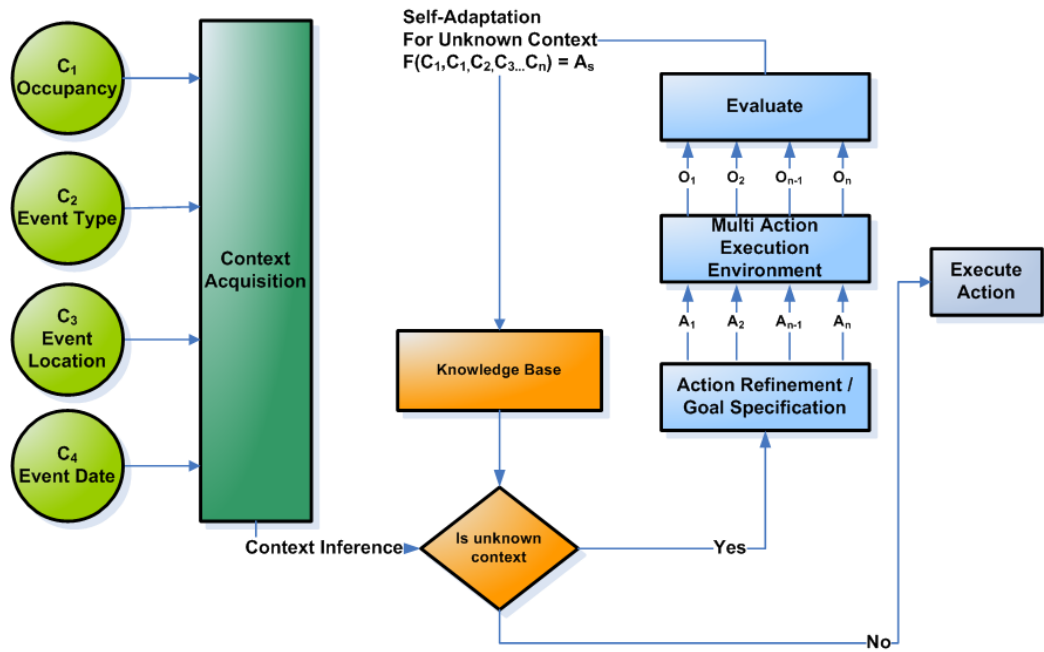 C₁
Occupancy
C₂
Event Type
C₃
Event
Location
C₄
Event Date
Context
Acquisition
Context Inference
Self-Adaptation
For Unknown Context
F(C₁,C₁,C₂,C₃...Cₙ) = Aₛ
Knowledge Base
Is unknown
context
Yes
No
Evaluate
O₁ O₂ Oₙ₋₁ Oₙ
Multi Action
Execution
Environment
A₁ A₂ Aₙ₋₁ Aₙ
Action Refinement /
Goal Specification
Execute
Action